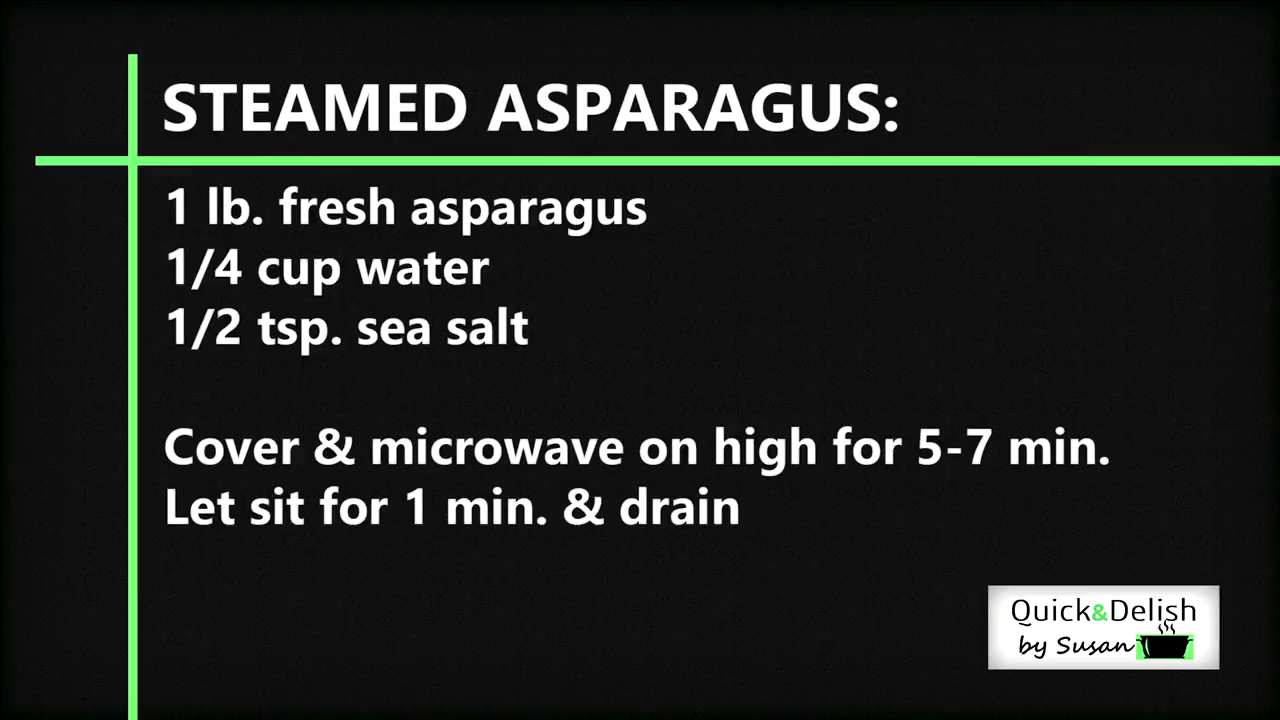 STEAMED ASPARAGUS:
1 lb. fresh asparagus
1/4 cup water
1/2 tsp. sea salt
Cover & microwave on high for 5-7 min.
Let sit for 1 min. & drain
Quick&Delish
by Susan